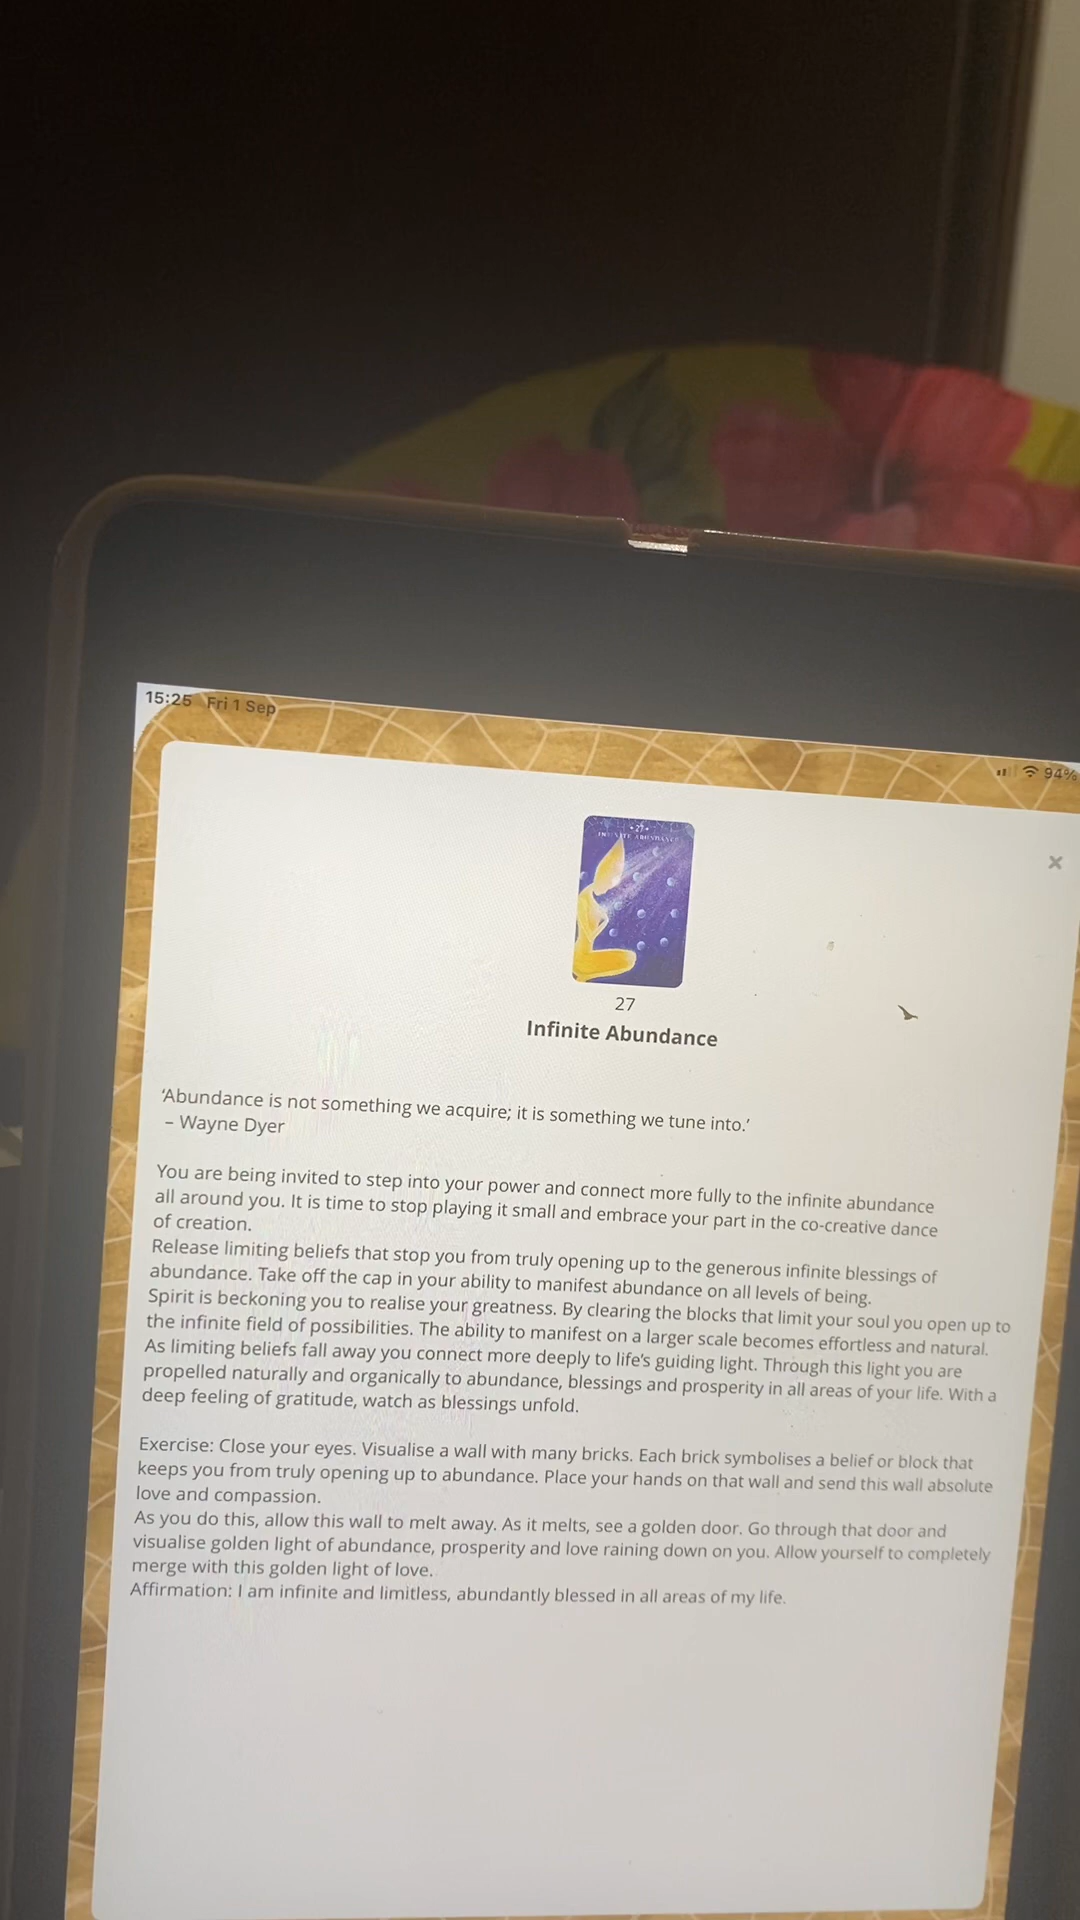 15:25 Fri 1 Sep
94%
27
INFINITE ABUNDANCE
27
Infinite Abundance
‘Abundance is not something we acquire; it is something we tune into.’
– Wayne Dyer
You are being invited to step into your power and connect more fully to the infinite abundance
all around you. It is time to stop playing it small and embrace your part in the co-creative dance
of creation.
Release limiting beliefs that stop you from truly opening up to the generous infinite blessings of
abundance. Take off the cap in your ability to manifest abundance on all levels of being.
Spirit is beckoning you to realise your greatness. By clearing the blocks that limit your soul you open up to
the infinite field of possibilities. The ability to manifest on a larger scale becomes effortless and natural.
As limiting beliefs fall away you connect more deeply to life’s guiding light. Through this light you are
propelled naturally and organically to abundance, blessings and prosperity in all areas of your life. With a
deep feeling of gratitude, watch as blessings unfold.
Exercise: Close your eyes. Visualise a wall with many bricks. Each brick symbolises a belief or block that
keeps you from truly opening up to abundance. Place your hands on that wall and send this wall absolute
love and compassion.
As you do this, allow this wall to melt away. As it melts, see a golden door. Go through that door and
visualise golden light of abundance, prosperity and love raining down on you. Allow yourself to completely
merge with this golden light of love.
Affirmation: I am infinite and limitless, abundantly blessed in all areas of my life.